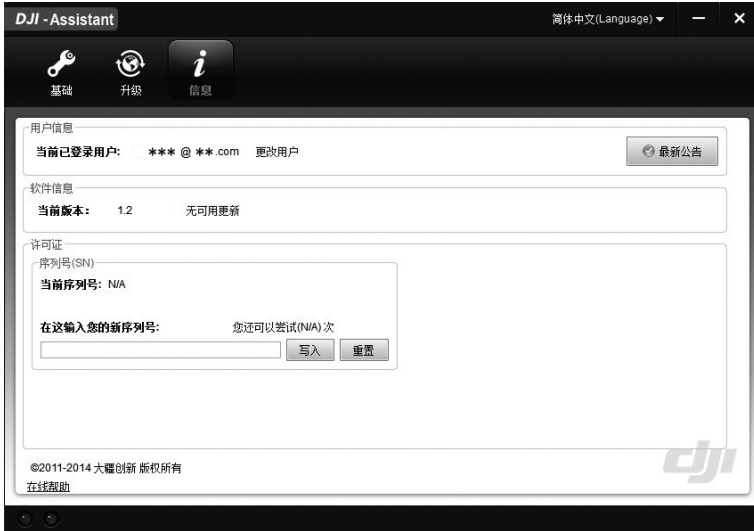 DJI - Assistant 简体中文(Language)
基础 升级 信息
用户信息
当前已登录用户: *** @ **.com 更改用户 最新公告
软件信息
当前版本: 1.2 无可用更新
许可证
序列号(SN)
当前序列号: N/A
在这输入您的新序列号: 您还可以尝试(N/A) 次
写入 重置
©2011-2014 大疆创新 版权所有
在线帮助
dji